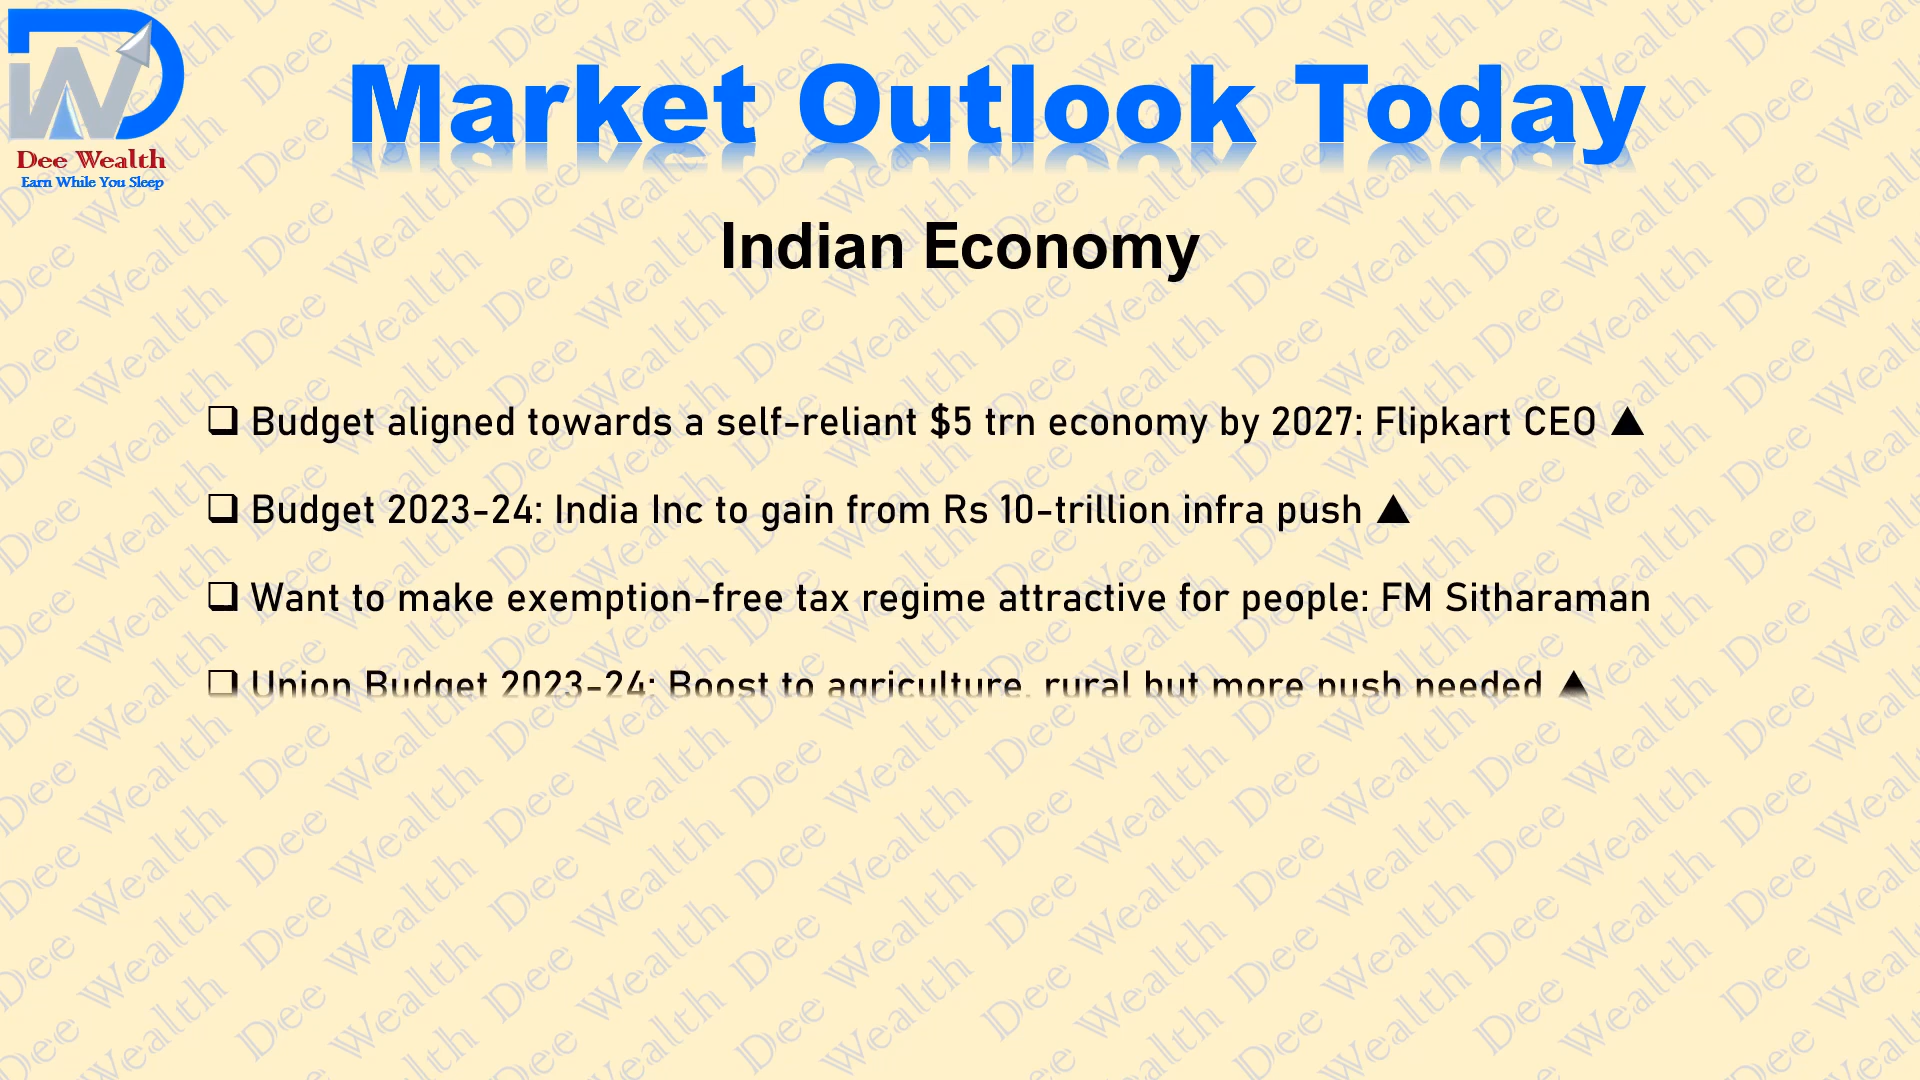 Dee Wealth
Earn While You Sleep
Market Outlook Today
Indian Economy
❑ Budget aligned towards a self-reliant $5 trn economy by 2027: Flipkart CEO ▲
❑ Budget 2023-24: India Inc to gain from Rs 10-trillion infra push ▲
❑ Want to make exemption-free tax regime attractive for people: FM Sitharaman
❑ Union Budget 2023-24: Boost to agriculture, rural but more push needed ▲